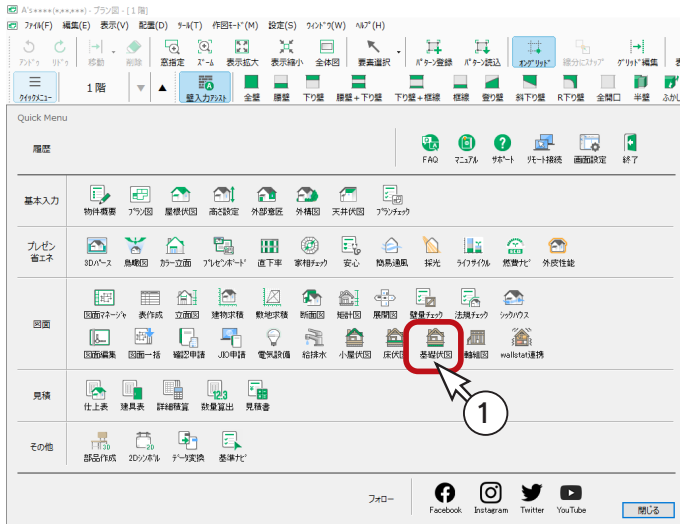 A's●●●●(●,●●,●●●) - プラン図 - [1 階]
ファイル(F) 編集(E) 表示(V) 配置(D) ツール(T) 作図モード(M) 設定(S) ウィンドウ(W) ヘルプ(H)
アンドゥ リドゥ 移動 削除 窓指定 ズーム 表示拡大 表示縮小 全体図 要素選択 パターン登録 パターン読込 オングリッド 線分にスナップ グリッド編集
クイックメニュー 1 階 壁入力アシスト 全壁 腰壁 下り壁 腰壁+下り壁 下り壁+框線 框線 登り壁 斜下り壁 R下り壁 全開口 半壁 ふかし
Quick Menu
履歴 FAQ マニュアル サポート リモート接続 画面設定 終了
基本入力 物件概要 プラン図 屋根伏図 高さ設定 外部意匠 外構図 天井伏図 プランチェック
プレゼン
省エネ 3Dパース 鳥瞰図 カラー立面 プレゼンボード 直下率 家相チェック 安心 簡易通風 採光 ライフサイクル 燃費ナビ 外皮性能
図面マネージャ 表作成 立面図 建物求積 敷地求積 断面図 矩計図 展開図 壁量チェック 法規チェック シックハウス
図面
図面編集 図面一括 確認申請 JIO申請 電気設備 給排水 小屋伏図 床伏図 基礎伏図 軸組図 wallstat連携
1
見積 仕上表 建具表 詳細積算 数量算出 見積書
その他 部品作成 2Dシンボル データ変換 基準ナビ
フォロー Facebook Instagram Twitter YouTube
閉じる